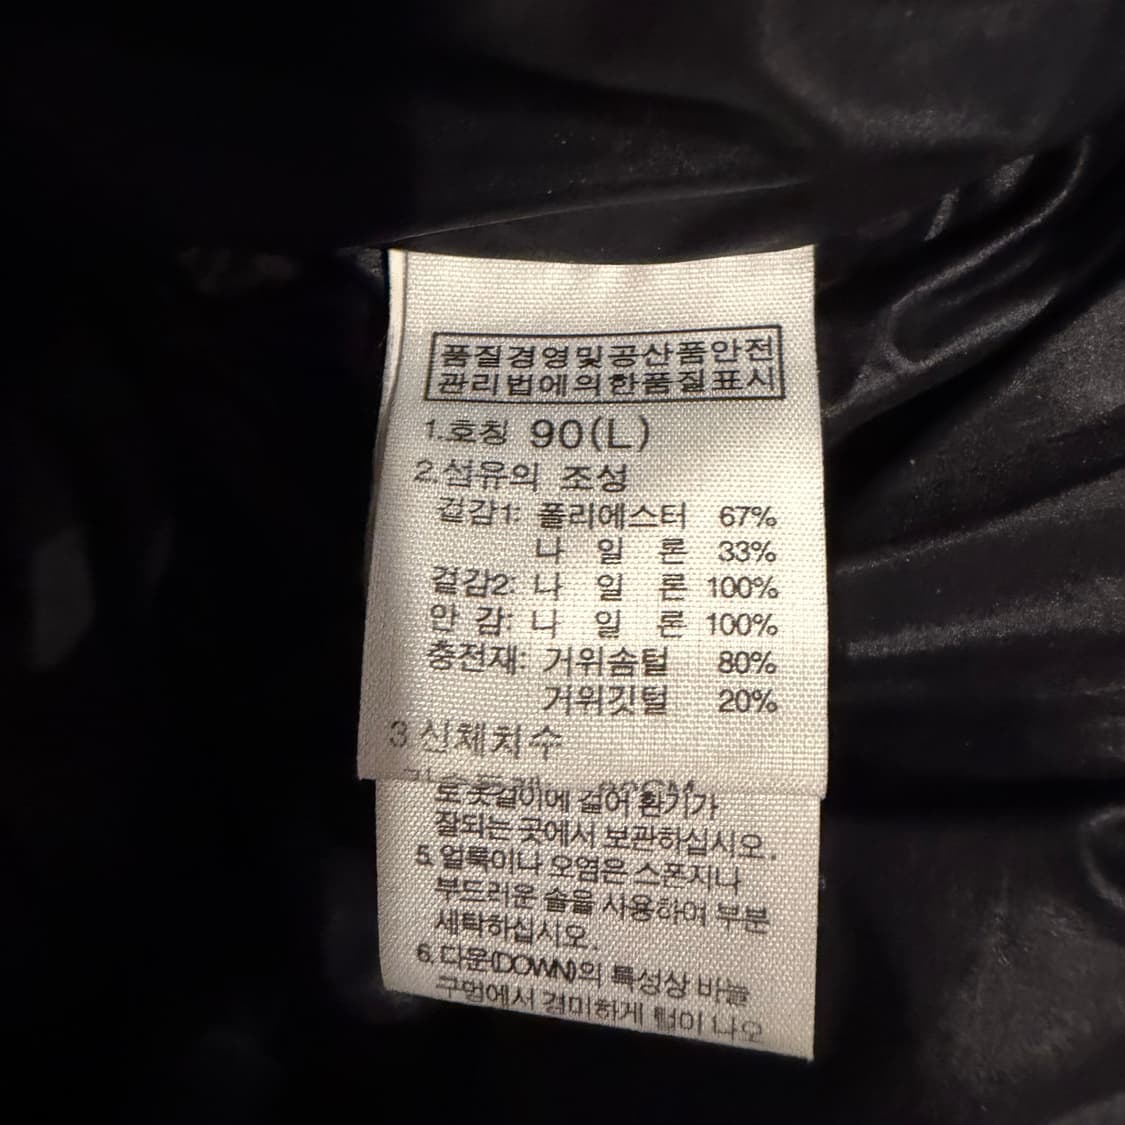 품질경영및공산품안전
관리법에의한품질표시
1.호칭 90(L)
2.섬유의 조성
겉감1: 폴리에스터 67%
나 일 론 33%
겉감2: 나 일 론 100%
안 감: 나 일 론 100%
충전재: 거위솜털 80%
거위깃털 20%
3.신체치수
로 옷걸이에 걸어 환기가
잘되는 곳에서 보관하십시오.
5.얼룩이나 오염은 스폰지나
부드러운 솔을 사용하여 부분
세탁하십시오.
6.다운(DOWN)의 특성상 바늘
구멍에서 경미하게 털이 나오